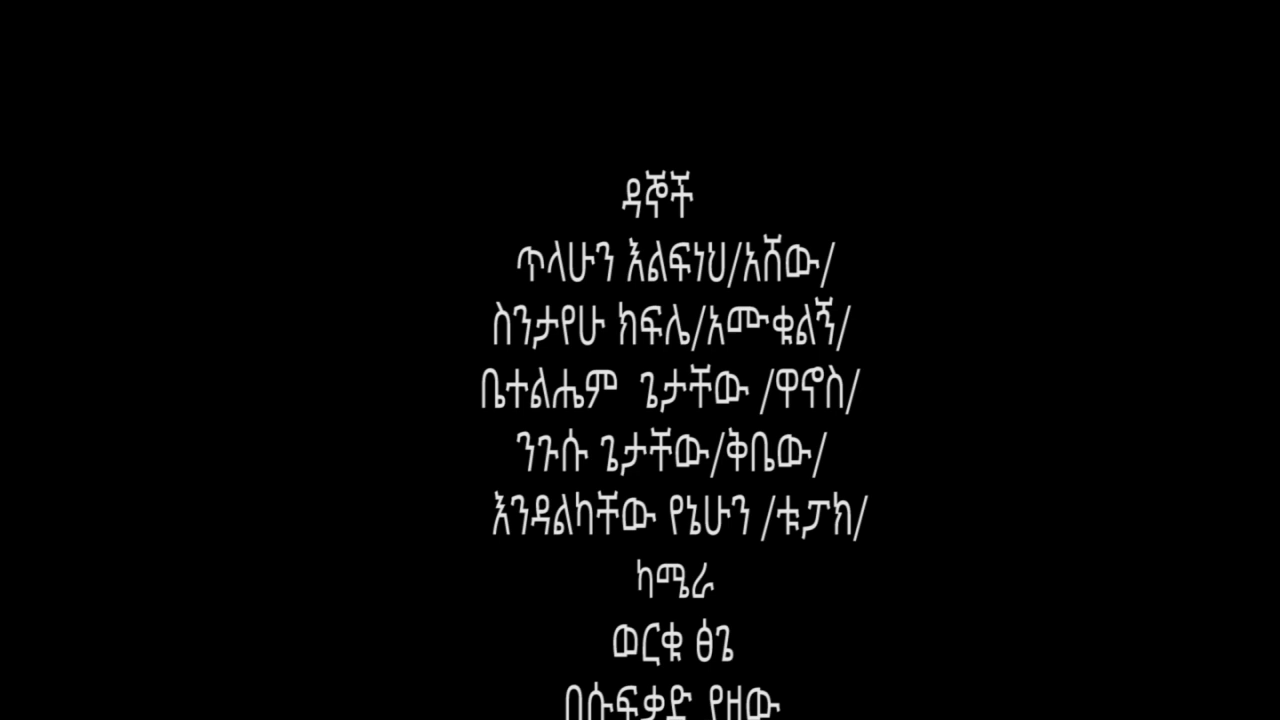 ዳኞች
ጥላሁን እልፍነህ/አሸው/
ስንታየሁ ክፍሌ/አሙቁልኝ/
ቤተልሔም ጌታቸው /ዋኖስ/
ንጉሱ ጌታቸው/ቅቤው/
እንዳልካቸው የኔሁን /ቱፓክ/
ካሜራ
ወርቁ ፅጌ
በሱፍቃድ የዘው